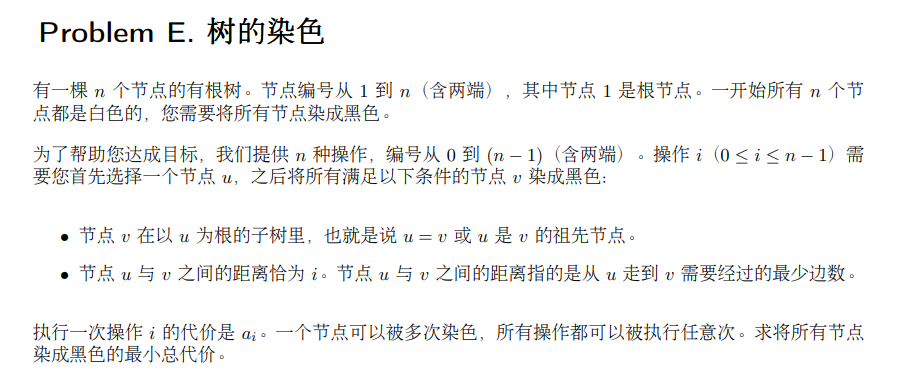 Problem E. 树的染色
有一棵 n 个节点的有根树。节点编号从 1 到 n（含两端），其中节点 1 是根节点。一开始所有 n 个节
点都是白色的，您需要将所有节点染成黑色。
为了帮助您达成目标，我们提供 n 种操作，编号从 0 到 (n − 1)（含两端）。操作 i（0 ≤ i ≤ n − 1）需
要您首先选择一个节点 u，之后将所有满足以下条件的节点 v 染成黑色：
• 节点 v 在以 u 为根的子树里，也就是说 u = v 或 u 是 v 的祖先节点。
• 节点 u 与 v 之间的距离恰为 i。节点 u 与 v 之间的距离指的是从 u 走到 v 需要经过的最少边数。
执行一次操作 i 的代价是 aᵢ。一个节点可以被多次染色，所有操作都可以被执行任意次。求将所有节点
染成黑色的最小总代价。